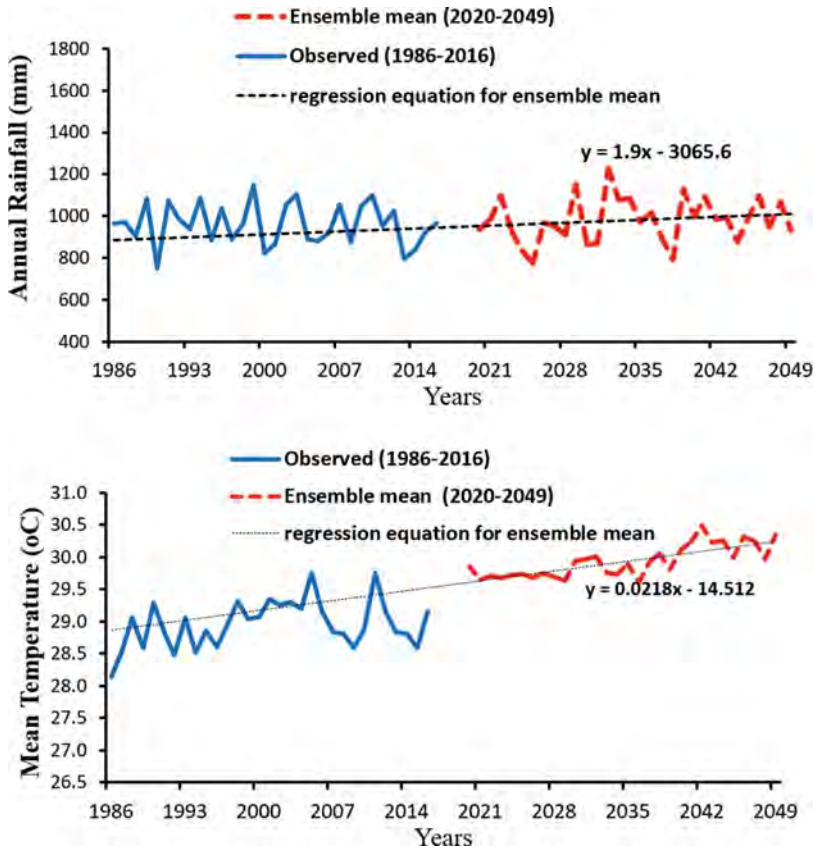 Ensemble mean (2020-2049)
Observed (1986-2016)
regression equation for ensemble mean
Annual Rainfall (mm)
1800
1600
1400
1200
1000
800
600
400
y = 1.9x - 3065.6
1986 1993 2000 2007 2014 2021 2028 2035 2042 2049
Years
Observed (1986-2016)
Ensemble mean (2020-2049)
regression equation for ensemble mean
Mean Temperature (oC)
31.0
30.5
30.0
29.5
29.0
28.5
28.0
27.5
27.0
26.5
y = 0.0218x - 14.512
1986 1993 2000 2007 2014 2021 2028 2035 2042 2049
Years